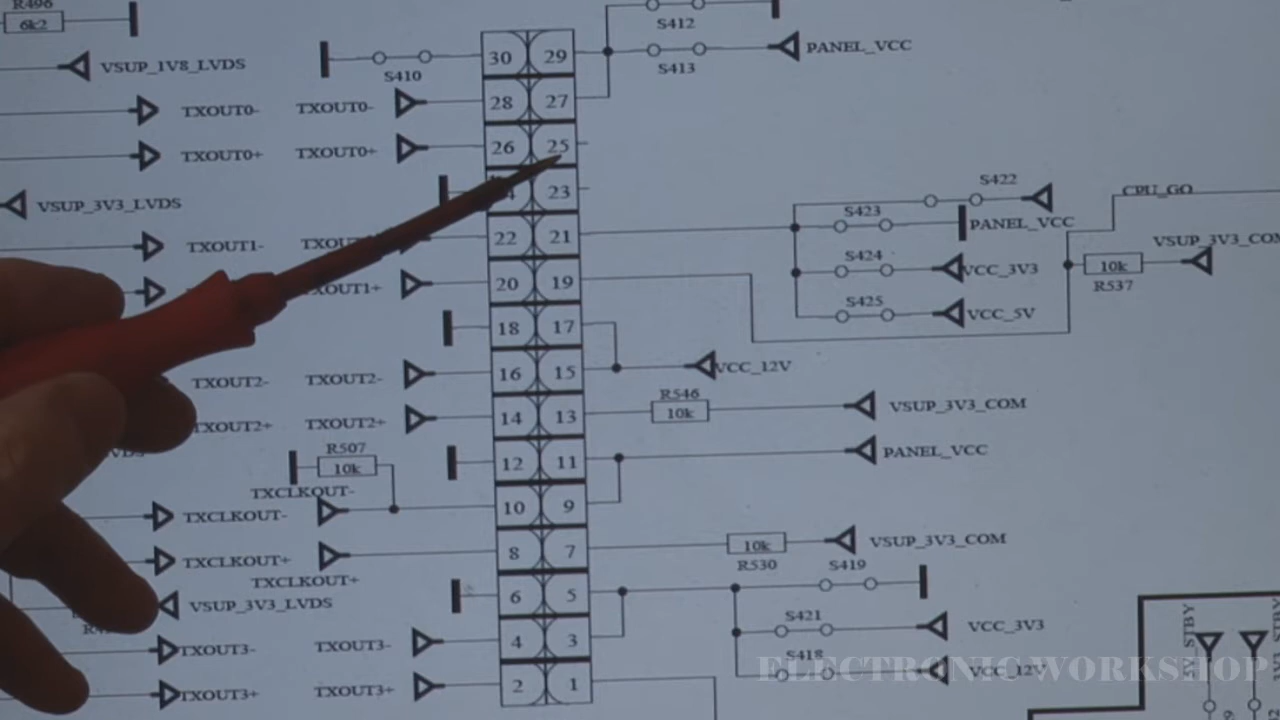 R496
6k2
S412
30 29
PANEL_VCC
S413
S410
VSUP_1V8_LVDS
28 27
TXOUT0-
TXOUT0-
26 25
TXOUT0+
TXOUT0+
23
S422
CPU_GO
VSUP_3V3_LVDS
S423
PANEL_VCC
22 21
TXOUT1-
VSUP_3V3_COM
S424
VCC_3V3
10k
R537
20 19
S425
VCC_5V
18 17
16 15
VCC_12V
TXOUT2-
TXOUT2-
R546
10k
VSUP_3V3_COM
14 13
TXOUT2+
TXOUT2+
R507
10k
12 11
PANEL_VCC
TXCLKOUT-
TXCLKOUT-
10 9
TXCLKOUT+
TXCLKOUT+
8 7
10k
R530
VSUP_3V3_COM
S419
VSUP_3V3_LVDS
6 5
S421
VCC_3V3
TXOUT3-
TXOUT3-
4 3
S418
VCC_12V
TXOUT3+
TXOUT3+
2 1
ELECTRONIC WORKSHOP